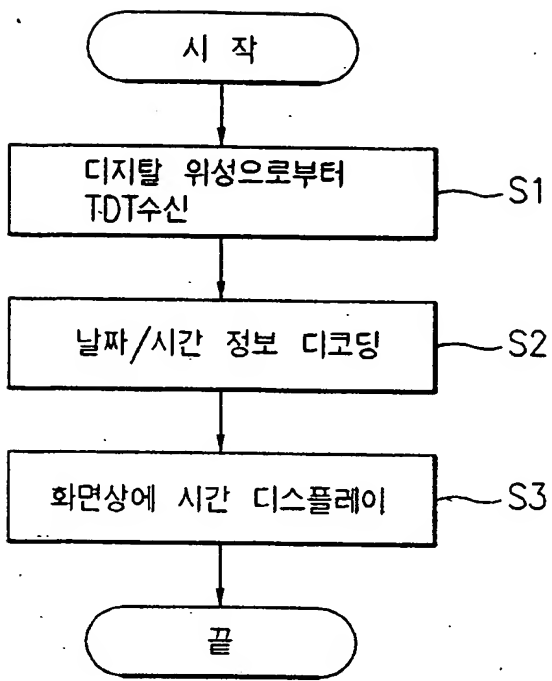 시 작
디지탈 위성으로부터
TDT수신
S1
날짜/시간 정보 디코딩
S2
화면상에 시간 디스플레이
S3
끝